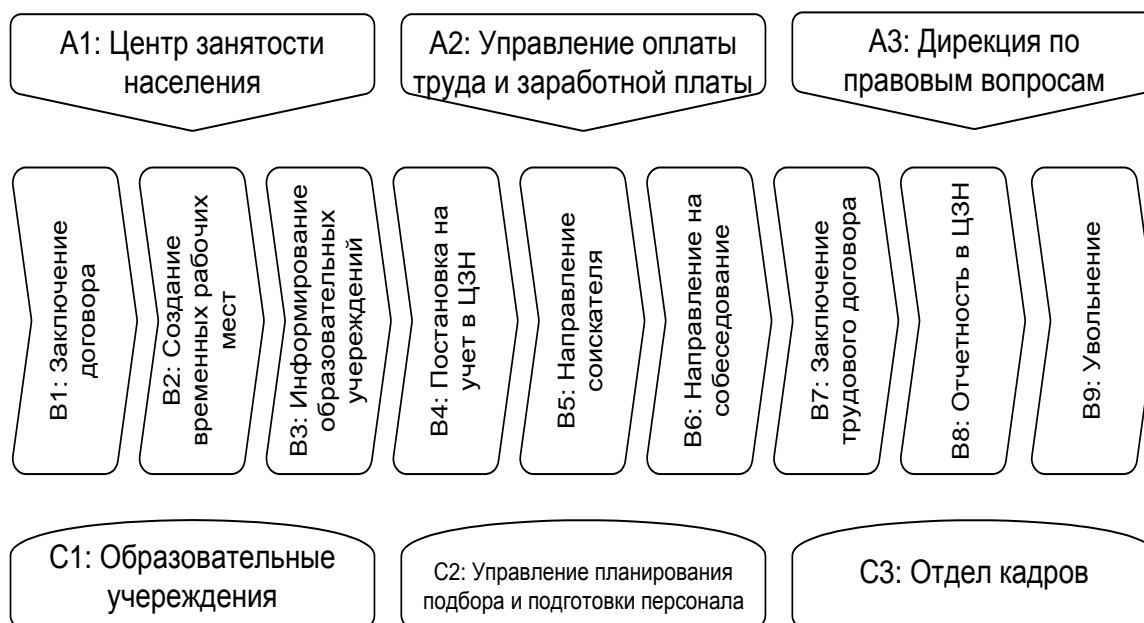 А1: Центр занятости
населения
А2: Управление оплаты
труда и заработной платы
А3: Дирекция по
правовым вопросам
В1: Заключение
договора
В2: Создание
временных рабочих
мест
В3: Информирование
образовательных
учереждений
В4: Постановка на
учет в ЦЗН
В5: Направление
соискателя
В6: Направление на
собеседование
В7: Заключение
трудового договора
В8: Отчетность в ЦЗН
В9: Увольнение
С1: Образовательные
учереждения
С2: Управление планирования
подбора и подготовки персонала
С3: Отдел кадров